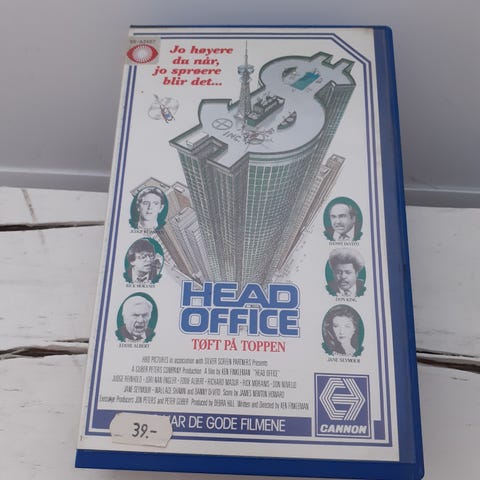 Jo høyere
du når,
jo sprøere
blir det...
INC
JUDGE REINHOLD
DANNY DeVITO
RICK MORANIS
DON KING
EDDIE ALBERT
JANE SEYMOUR
HEAD
OFFICE
TØFT PÅ TOPPEN
HBO PICTURES in association with SILVER SCREEN PARTNERS Presents
A GUBER PETERS COMPANY Production A film by KEN FINKLEMAN "HEAD OFFICE"
JUDGE REINHOLD · LORI NAN ENGLER · EDDIE ALBERT · RICHARD MASUR · RICK MORANIS · DON NOVELLO
JANE SEYMOUR · WALLACE SHAWN and DANNY DeVITO Score by JAMES NEWTON HOWARD
Executive Producers JON PETERS and PETER GUBER Produced by DEBRA HILL Written and Directed by KEN FINKLEMAN
HAR DE GODE FILMENE
CANNON
39.-